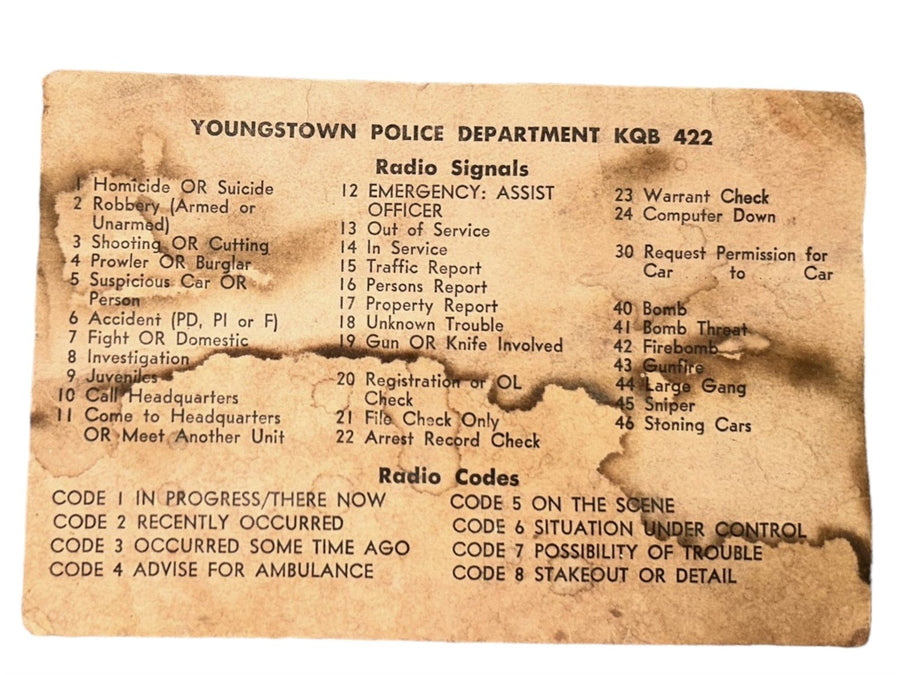 YOUNGSTOWN POLICE DEPARTMENT KQB 422
Radio Signals
1 Homicide OR Suicide
2 Robbery (Armed or
Unarmed)
3 Shooting OR Cutting
4 Prowler OR Burglar
5 Suspicious Car OR
Person
6 Accident (PD, PI or F)
7 Fight OR Domestic
8 Investigation
9 Juveniles
10 Call Headquarters
11 Come to Headquarters
OR Meet Another Unit
12 EMERGENCY: ASSIST
OFFICER
13 Out of Service
14 In Service
15 Traffic Report
16 Persons Report
17 Property Report
18 Unknown Trouble
19 Gun OR Knife Involved
20 Registration or OL
Check
21 File Check Only
22 Arrest Record Check
23 Warrant Check
24 Computer Down
30 Request Permission for
Car to Car
40 Bomb
41 Bomb Threat
42 Firebomb
43 Gunfire
44 Large Gang
45 Sniper
46 Stoning Cars
Radio Codes
CODE 1 IN PROGRESS/THERE NOW
CODE 2 RECENTLY OCCURRED
CODE 3 OCCURRED SOME TIME AGO
CODE 4 ADVISE FOR AMBULANCE
CODE 5 ON THE SCENE
CODE 6 SITUATION UNDER CONTROL
CODE 7 POSSIBILITY OF TROUBLE
CODE 8 STAKEOUT OR DETAIL